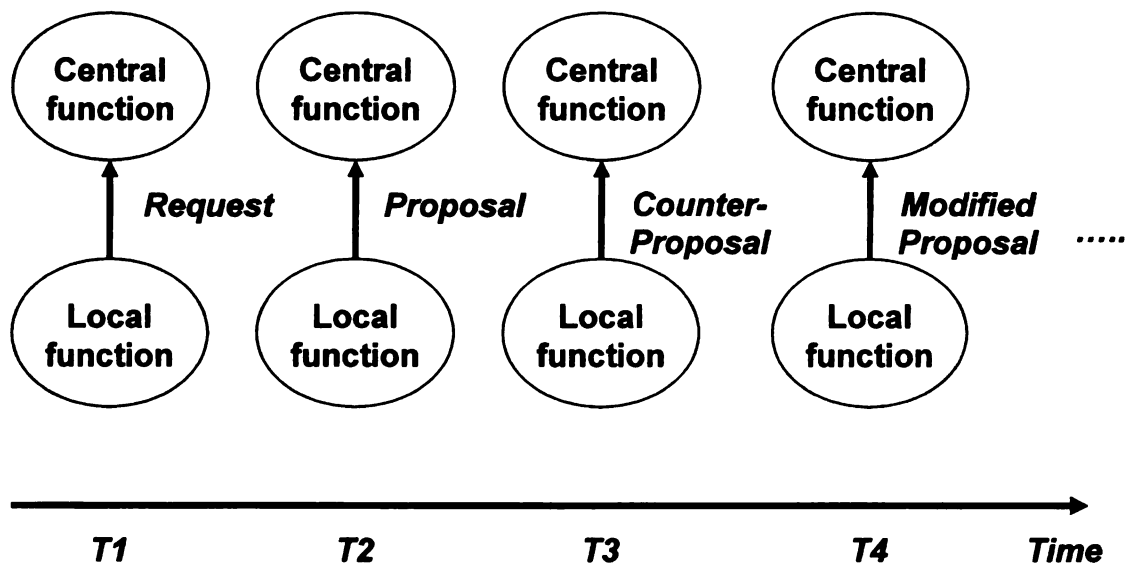 Central
function
Central
function
Central
function
Central
function
Request
Proposal
Counter-
Proposal
Modified
Proposal
.....
Local
function
Local
function
Local
function
Local
function
T1
T2
T3
T4
Time